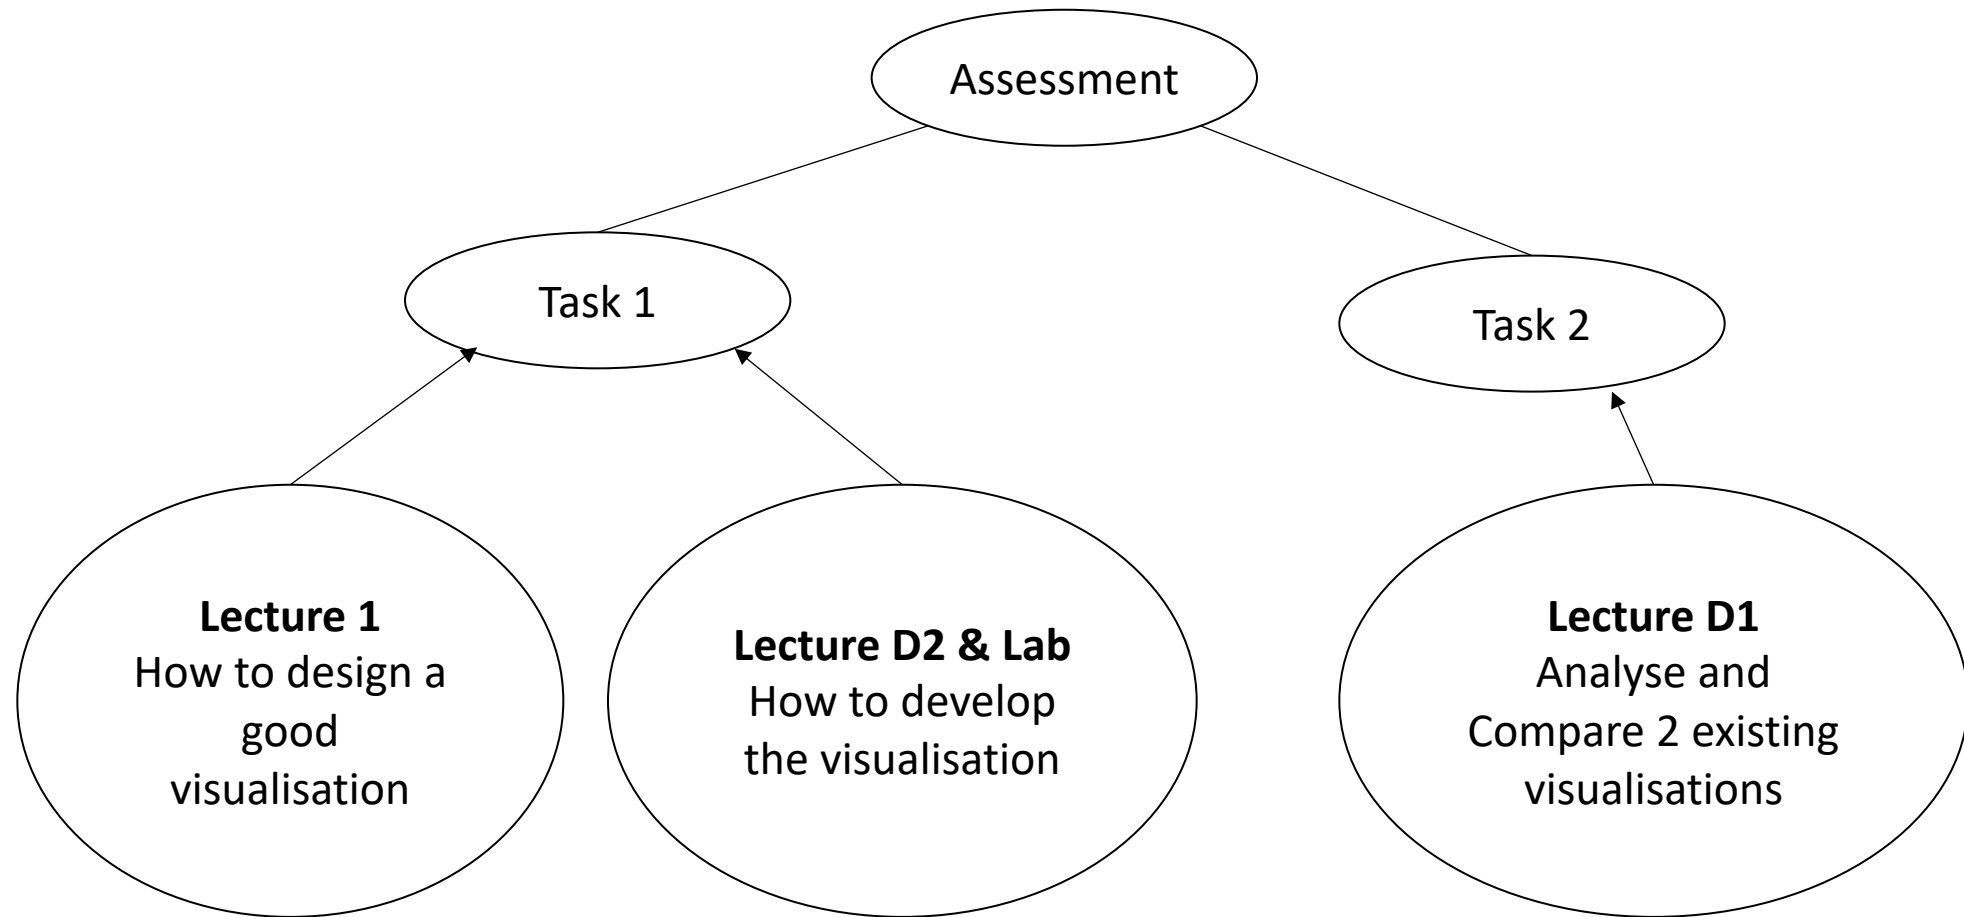 Assessment
Task 1
Task 2
Lecture 1
How to design a
good
visualisation
Lecture D2 & Lab
How to develop
the visualisation
Lecture D1
Analyse and
Compare 2 existing
visualisations